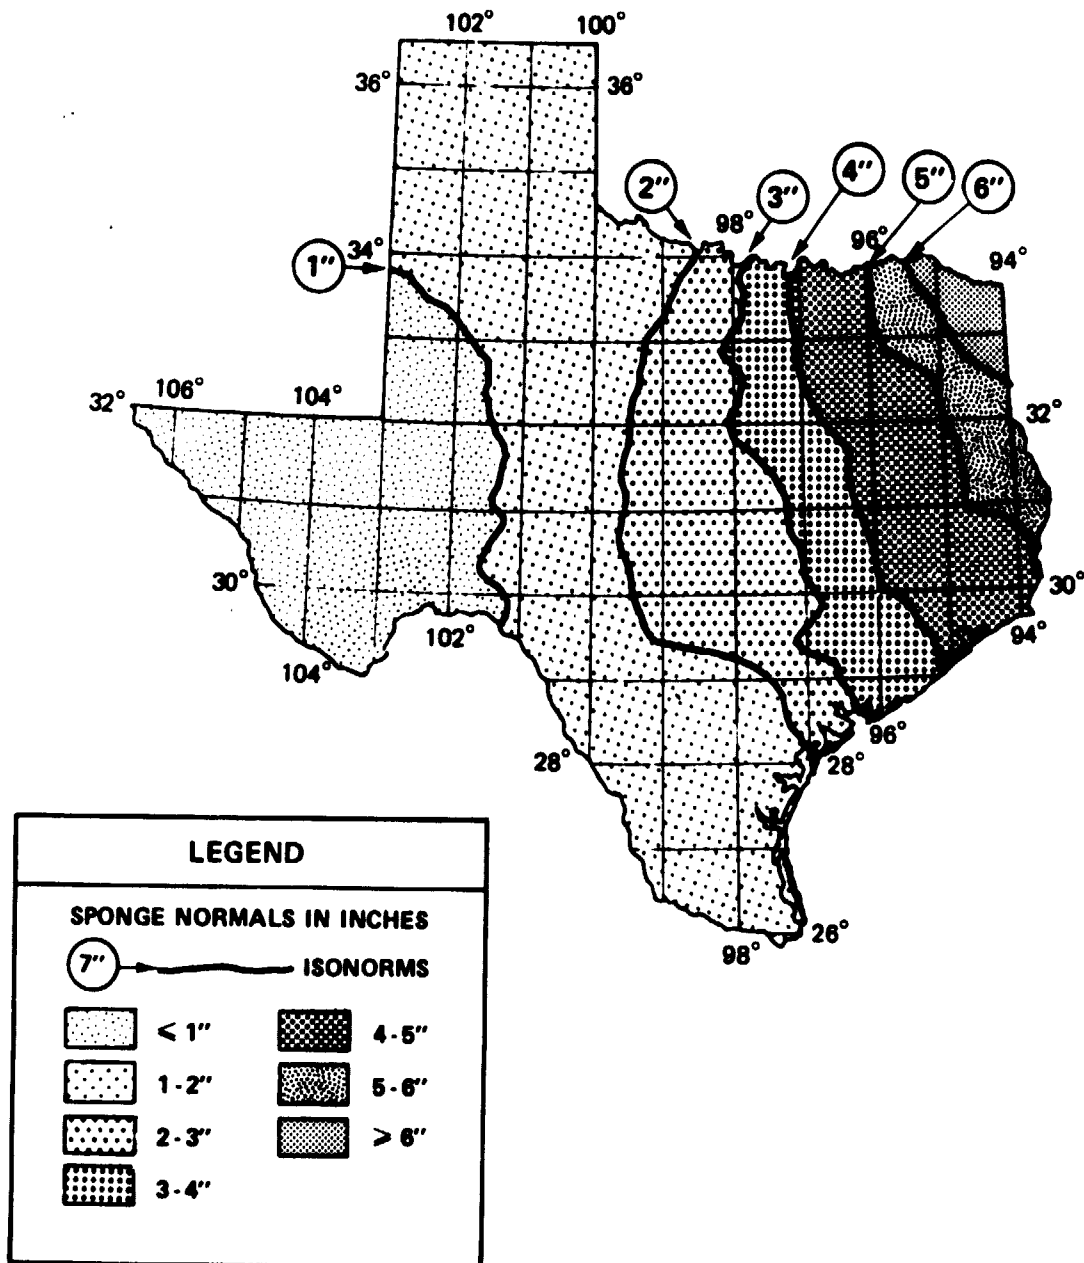 102° 100°
36° 36°
2" 3" 4" 5" 6"
98° 96° 94°
1" 34°
32° 106° 104° 32°
30° 30°
102° 94°
104°
96°
28° 28°
98° 26°
LEGEND
SPONGE NORMALS IN INCHES
7" ISONORMS
⩽ 1" 4-5"
1-2" 5-6"
2-3" ⩾ 6"
3-4"